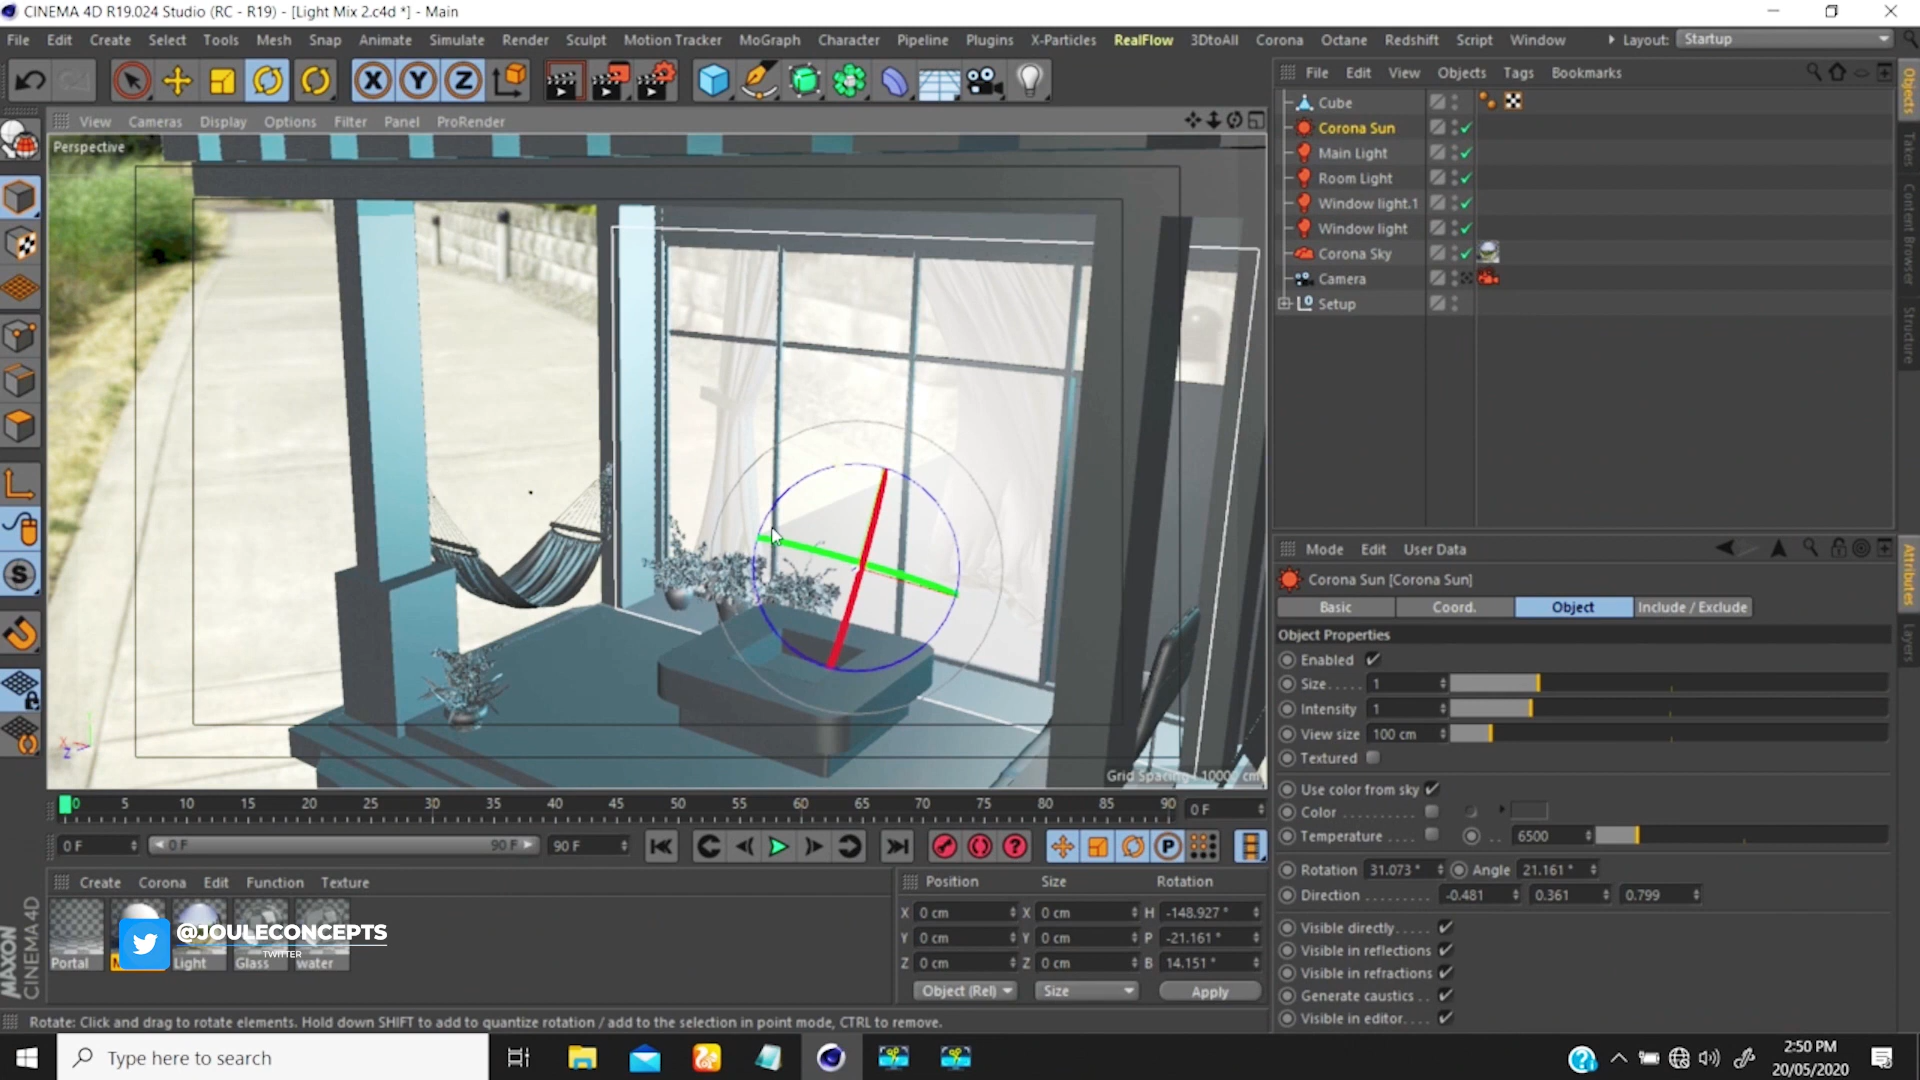 CINEMA 4D R19.024 Studio (RC - R19) - [Light Mix 2.c4d *] - Main
File Edit Create Select Tools Mesh Snap Animate Simulate Render Sculpt Motion Tracker MoGraph Character Pipeline Plugins X-Particles RealFlow 3DtoAll Corona Octane Redshift Script Window Layout: Startup
X Y Z
View Cameras Display Options Filter Panel ProRender
Perspective
Grid Spacing : 10000 cm
File Edit View Objects Tags Bookmarks
Cube
Corona Sun
Main Light
Room Light
Window light.1
Window light
Corona Sky
Camera
Setup
Objects
Takes
Content Browser
Structure
Attributes
Layers
Mode Edit User Data
Corona Sun [Corona Sun]
Basic Coord. Object Include / Exclude
Object Properties
Enabled
Size..... 1
Intensity 1
View size 100 cm
Textured
Use color from sky
Color
Temperature 6500
Rotation 31.073 ° Angle 21.161 °
Direction -0.481 0.361 0.799
Visible directly
Visible in reflections
Visible in refractions
Generate caustics
Visible in editor
0 5 10 15 20 25 30 35 40 45 50 55 60 65 70 75 80 85 90 0 F
0 F 0 F 90 F 90 F
Create Corona Edit Function Texture
Portal Light Glass water
@JOULECONCEPTS
TWITTER
Position Size Rotation
X 0 cm X 0 cm H -148.927 °
Y 0 cm Y 0 cm P -21.161 °
Z 0 cm Z 0 cm B 14.151 °
Object (Rel) Size Apply
MAXON
CINEMA 4D
Rotate: Click and drag to rotate elements. Hold down SHIFT to add to quantize rotation / add to the selection in point mode, CTRL to remove.
Type here to search
2:50 PM
20/05/2020